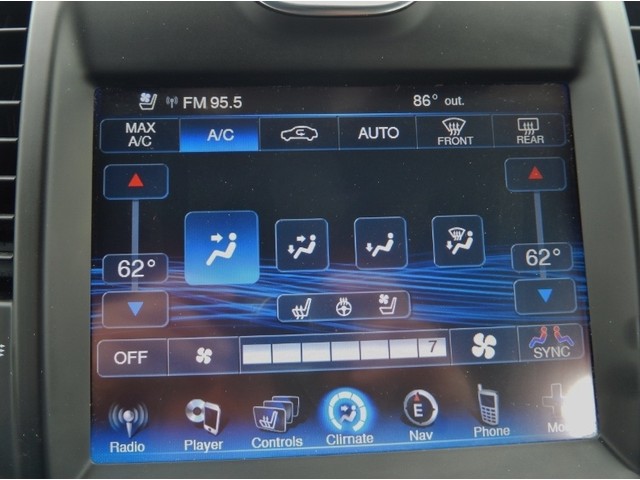 FM 95.5 86° out.
MAX A/C A/C AUTO FRONT REAR
62° 62°
OFF 7 SYNC
E
Radio Player Controls Climate Nav Phone